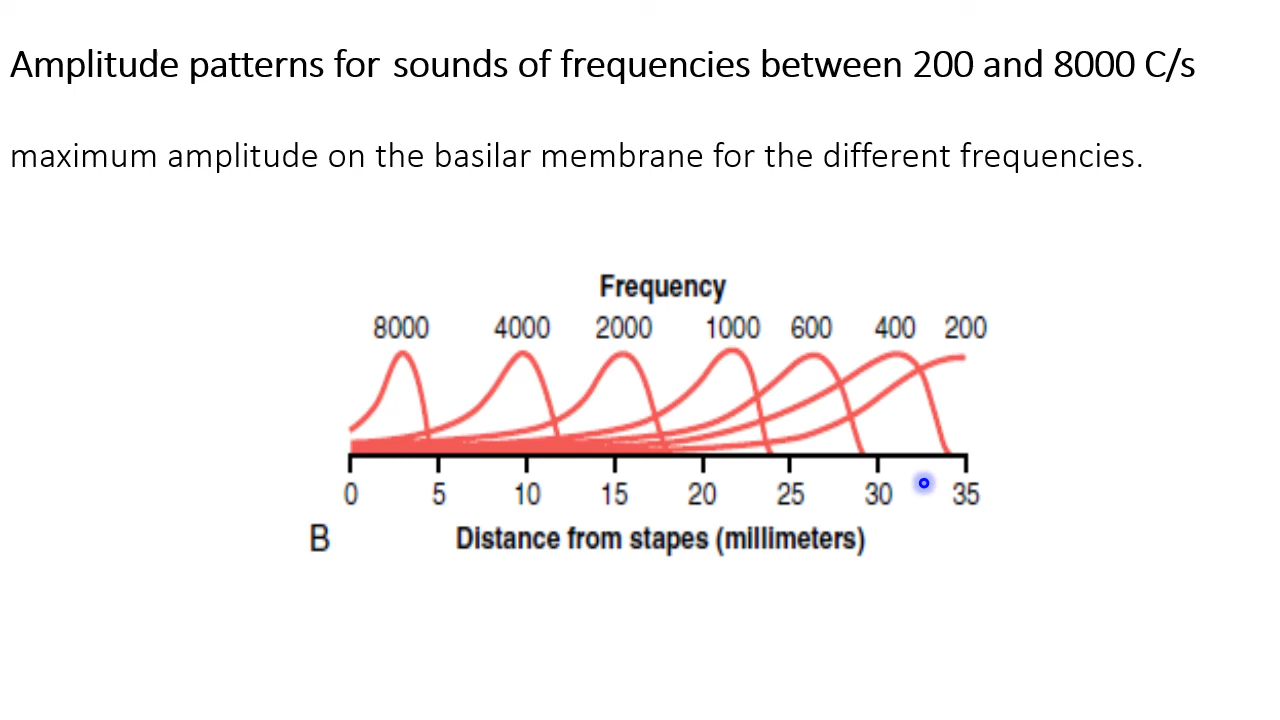 Amplitude patterns for sounds of frequencies between 200 and 8000 C/s
maximum amplitude on the basilar membrane for the different frequencies.
Frequency
8000 4000 2000 1000 600 400 200
0 5 10 15 20 25 30 35
B Distance from stapes (millimeters)